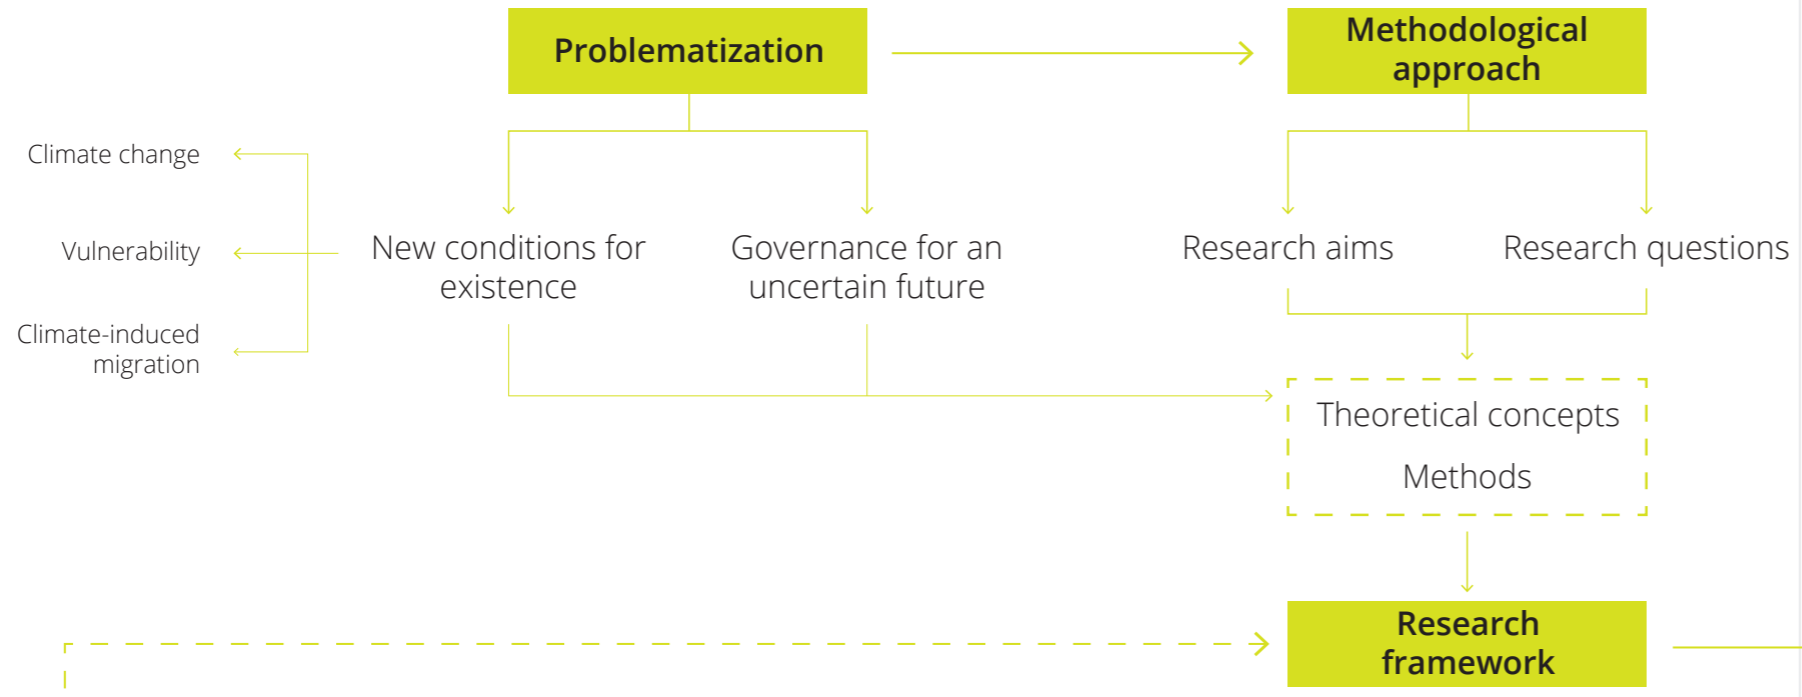 Problematization
Methodological
approach
Climate change
Vulnerability
Climate-induced
migration
New conditions for
existence
Governance for an
uncertain future
Research aims
Research questions
Theoretical concepts
Methods
Research
framework